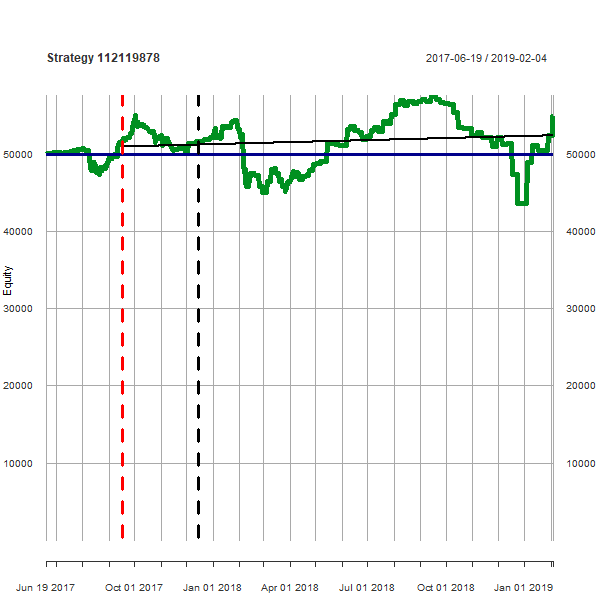 Strategy 112119878
2017-06-19 / 2019-02-04
50000
50000
40000
40000
Equity
30000
30000
20000
20000
10000
10000
Jun 19 2017
Oct 01 2017
Jan 01 2018
Apr 01 2018
Jul 01 2018
Oct 01 2018
Jan 01 2019